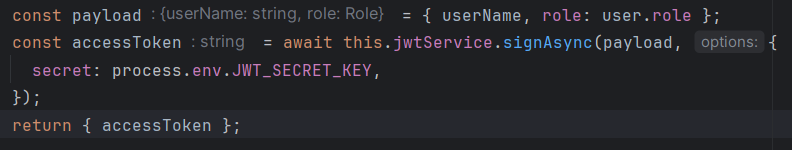 const payload : {userName: string, role: Role} = { userName, role: user.role };
const accessToken : string = await this.jwtService.signAsync(payload, options: {
  secret: process.env.JWT_SECRET_KEY,
});
return { accessToken };